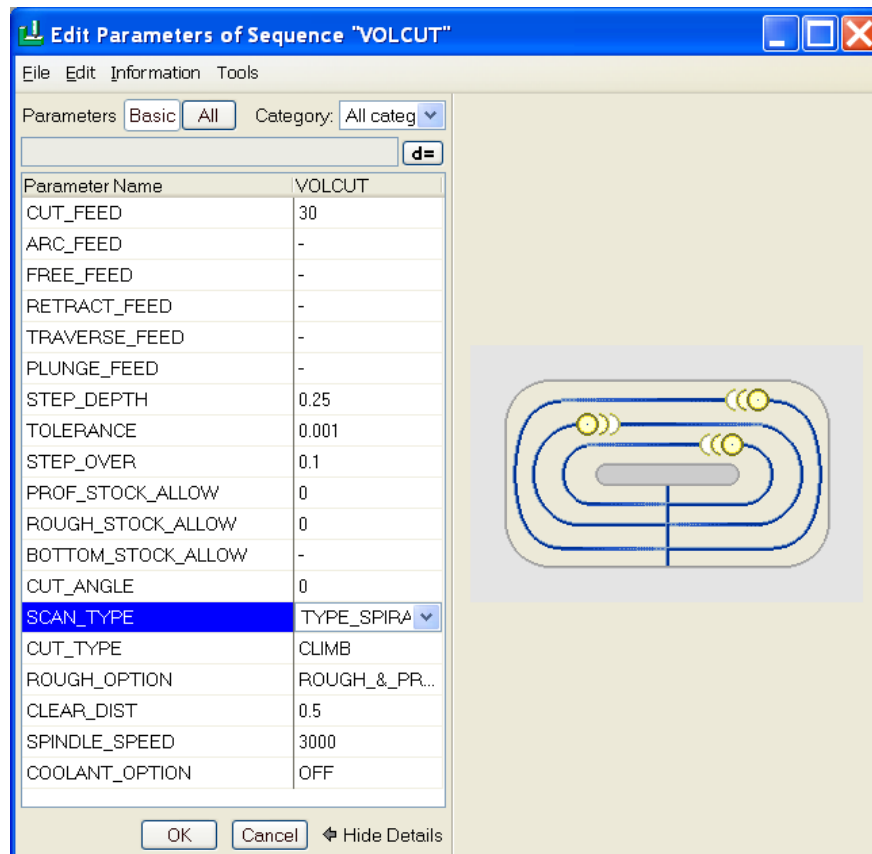 Edit Parameters of Sequence "VOLCUT"
File Edit Information Tools
Parameters Basic All Category: All categ
d=
Parameter Name VOLCUT
CUT_FEED 30
ARC_FEED -
FREE_FEED -
RETRACT_FEED -
TRAVERSE_FEED -
PLUNGE_FEED -
STEP_DEPTH 0.25
TOLERANCE 0.001
STEP_OVER 0.1
PROF_STOCK_ALLOW 0
ROUGH_STOCK_ALLOW 0
BOTTOM_STOCK_ALLOW -
CUT_ANGLE 0
SCAN_TYPE TYPE_SPIRA
CUT_TYPE CLIMB
ROUGH_OPTION ROUGH_&_PR...
CLEAR_DIST 0.5
SPINDLE_SPEED 3000
COOLANT_OPTION OFF
OK Cancel Hide Details